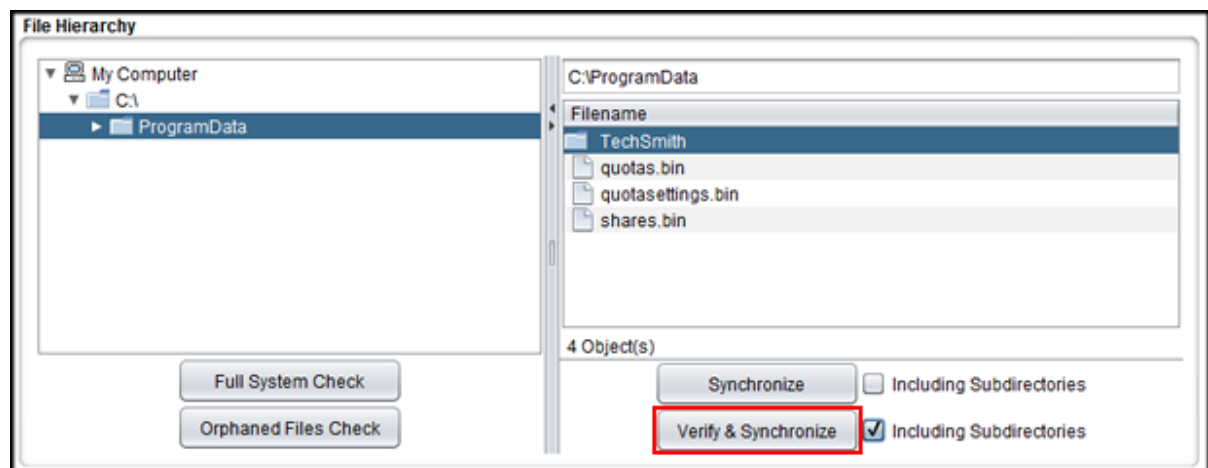 File Hierarchy
My Computer
C:\
ProgramData
Full System Check
Orphaned Files Check
C:\ProgramData
Filename
TechSmith
quotas.bin
quotasettings.bin
shares.bin
4 Object(s)
Synchronize Including Subdirectories
Verify & Synchronize Including Subdirectories